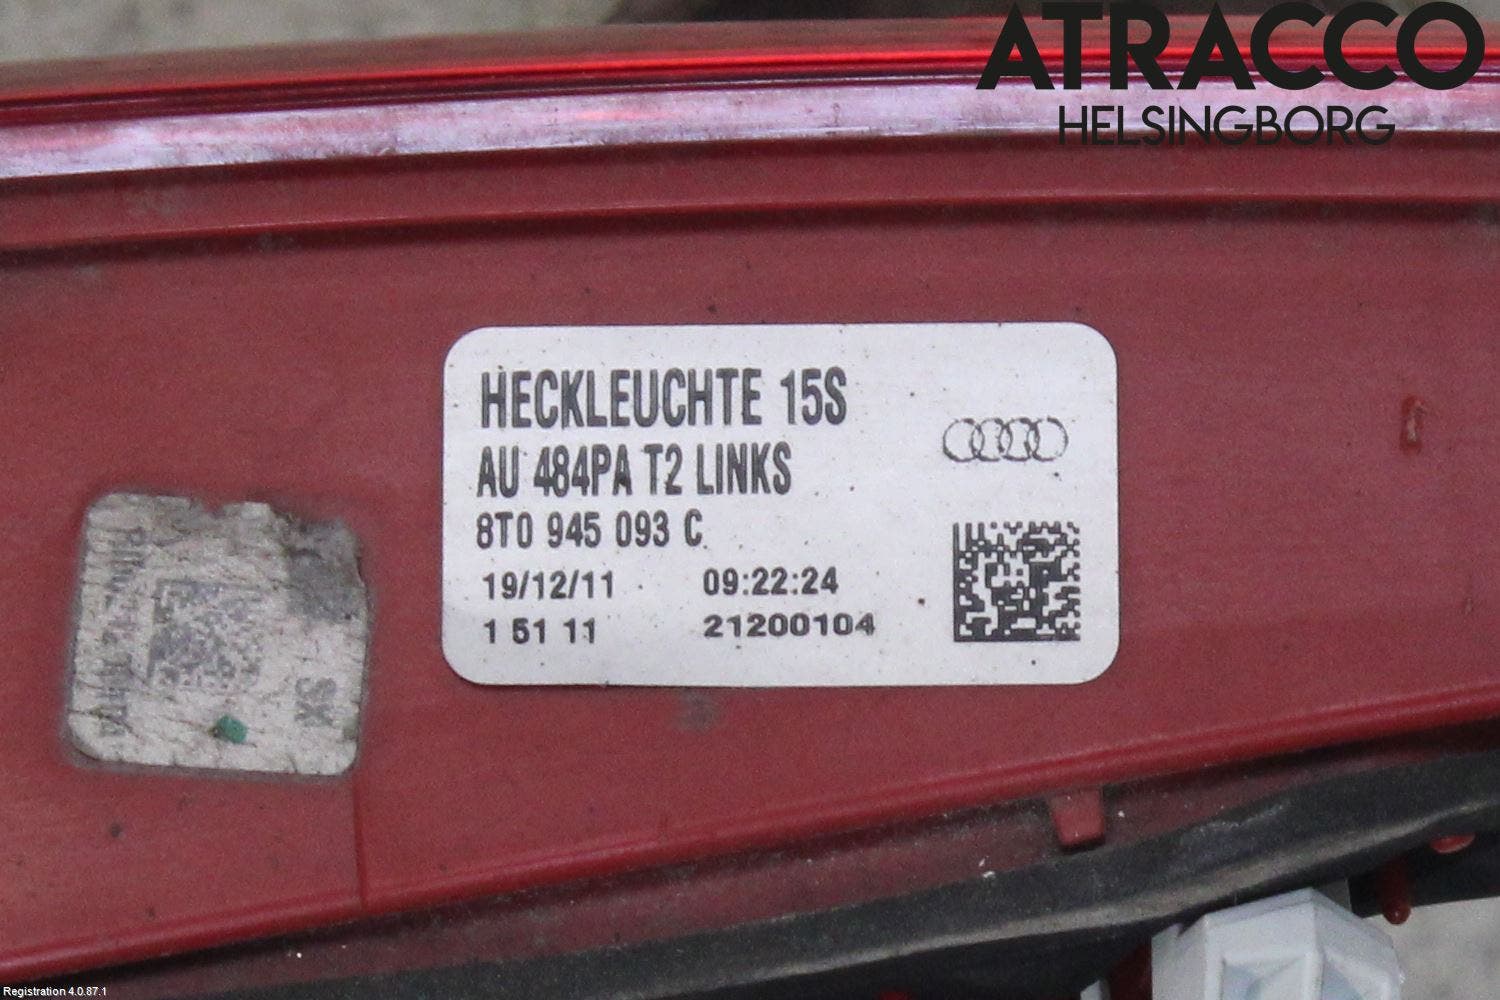 ATRACCO
HELSINGBORG
HECKLEUCHTE 15S
AU 484PA T2 LINKS
8T0 945 093 C
19/12/11 09:22:24
1 51 11 21200104
SX
Registration 4.0.87.1